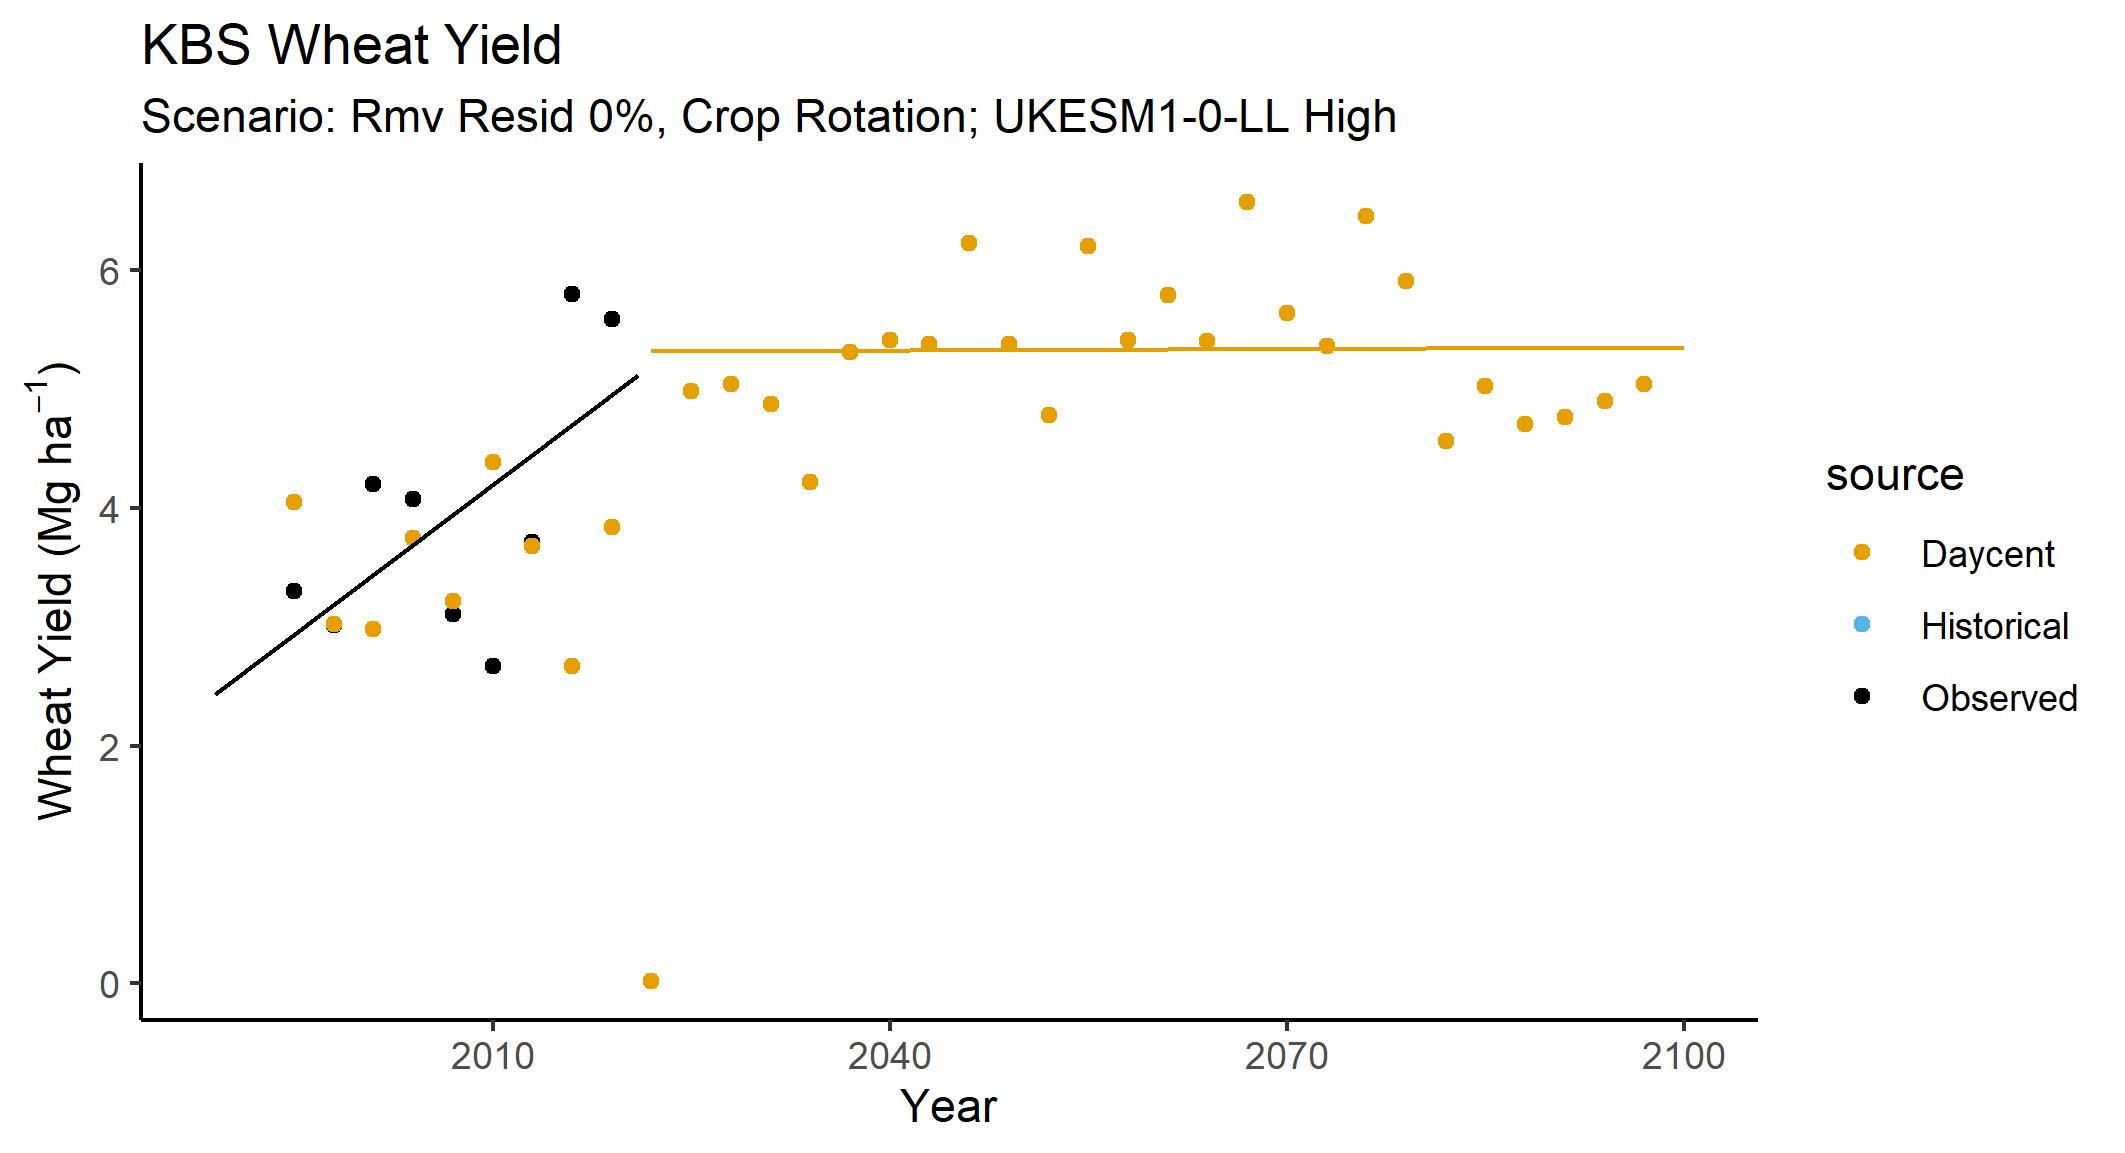 KBS Wheat Yield
Scenario: Rmv Resid 0%, Crop Rotation; UKESM1-0-LL High
Wheat Yield (Mg ha⁻¹)
6
4
2
0
2010
2040
2070
2100
Year
source
Daycent
Historical
Observed